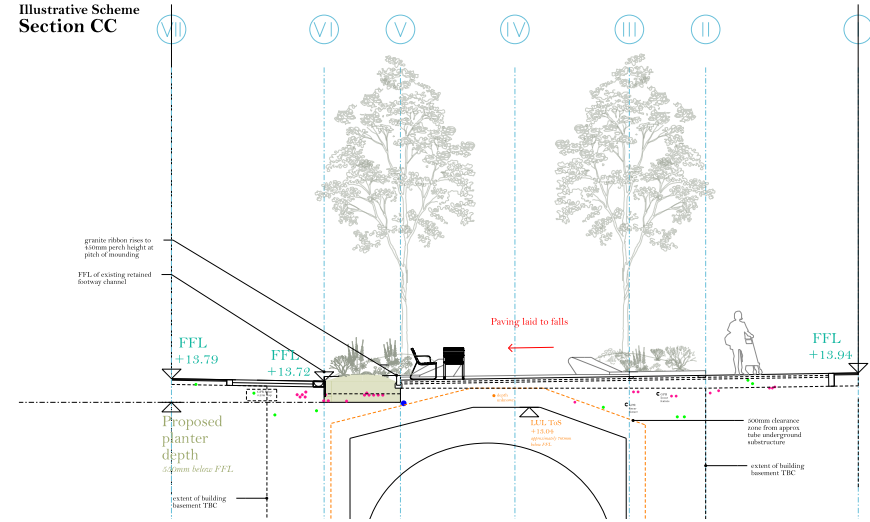 Illustrative Scheme
Section CC
VII
VI
V
IV
III
II
granite ribbon rises to
450mm perch height at
pitch of mounding
FFL of existing retained
footway channel
Paving laid to falls
FFL
+13.79
FFL
+13.72
FFL
+13.94
Proposed
planter
depth
550mm below FFL
LUL ToS
+13.04
500mm clearance
zone from approx
tube underground
substructure
extent of building
basement TBC
extent of building
basement TBC